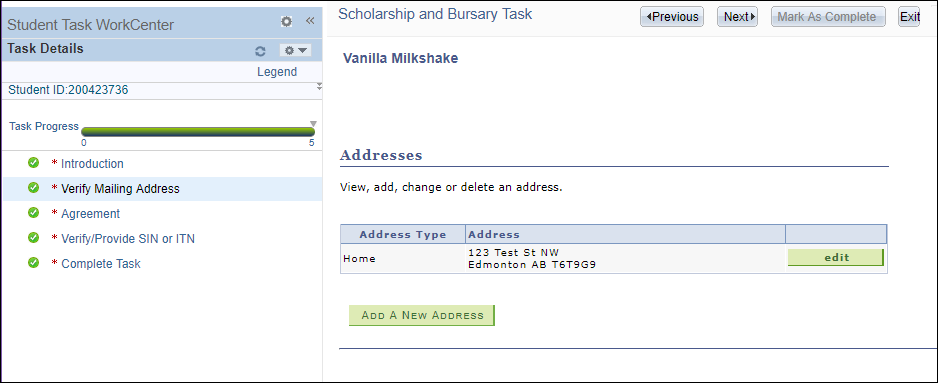 Student Task WorkCenter
Task Details
Legend
Student ID:200423736
Task Progress
0 5
* Introduction
* Verify Mailing Address
* Agreement
* Verify/Provide SIN or ITN
* Complete Task
Scholarship and Bursary Task
Previous Next Mark As Complete Exit
Vanilla Milkshake
Addresses
View, add, change or delete an address.
Address Type Address
Home 123 Test St NW
Edmonton AB T6T9G9
edit
Add A New Address